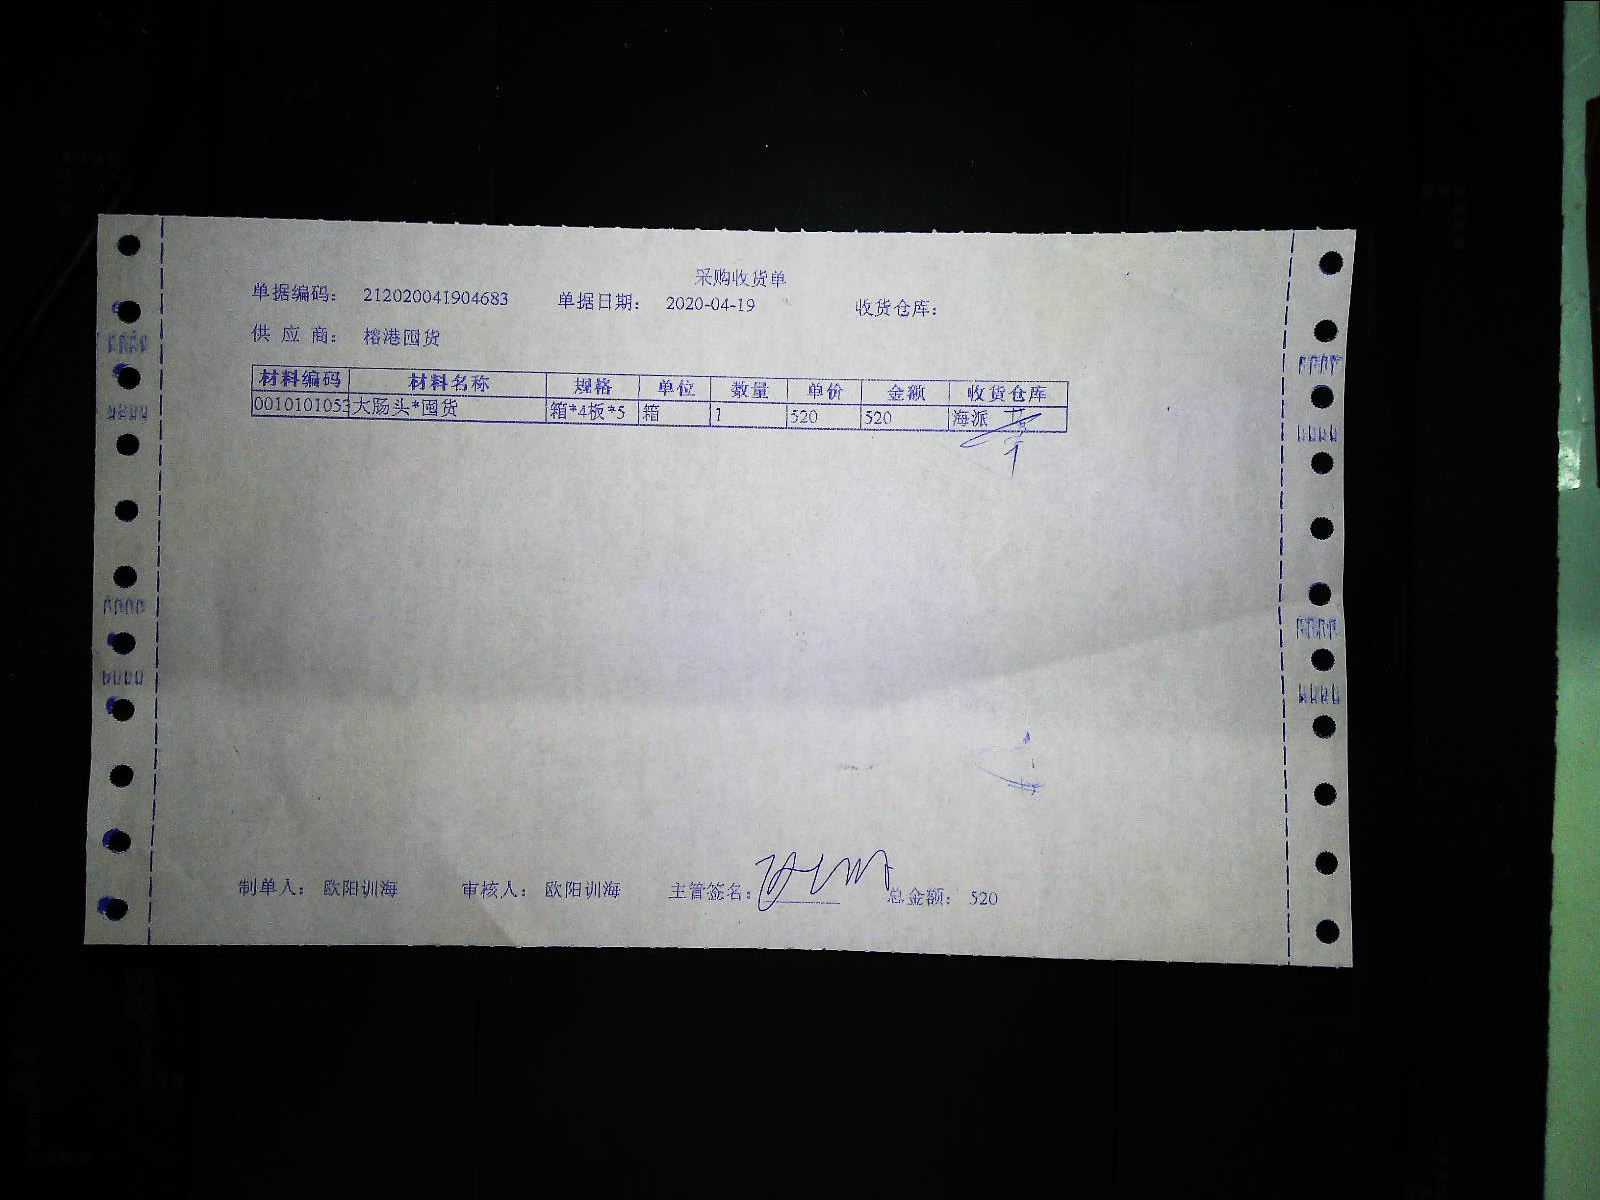 采购收货单
单据编码： 212020041904683 单据日期： 2020-04-19 收货仓库：
供 应 商： 榕港囤货
材料编码 材料名称 规格 单位 数量 单价 金额 收货仓库
0010101053 大肠头*囤货 箱*4板*5 箱 1 520 520 海派
制单人： 欧阳训海 审核人： 欧阳训海 主管签名： 总金额： 520